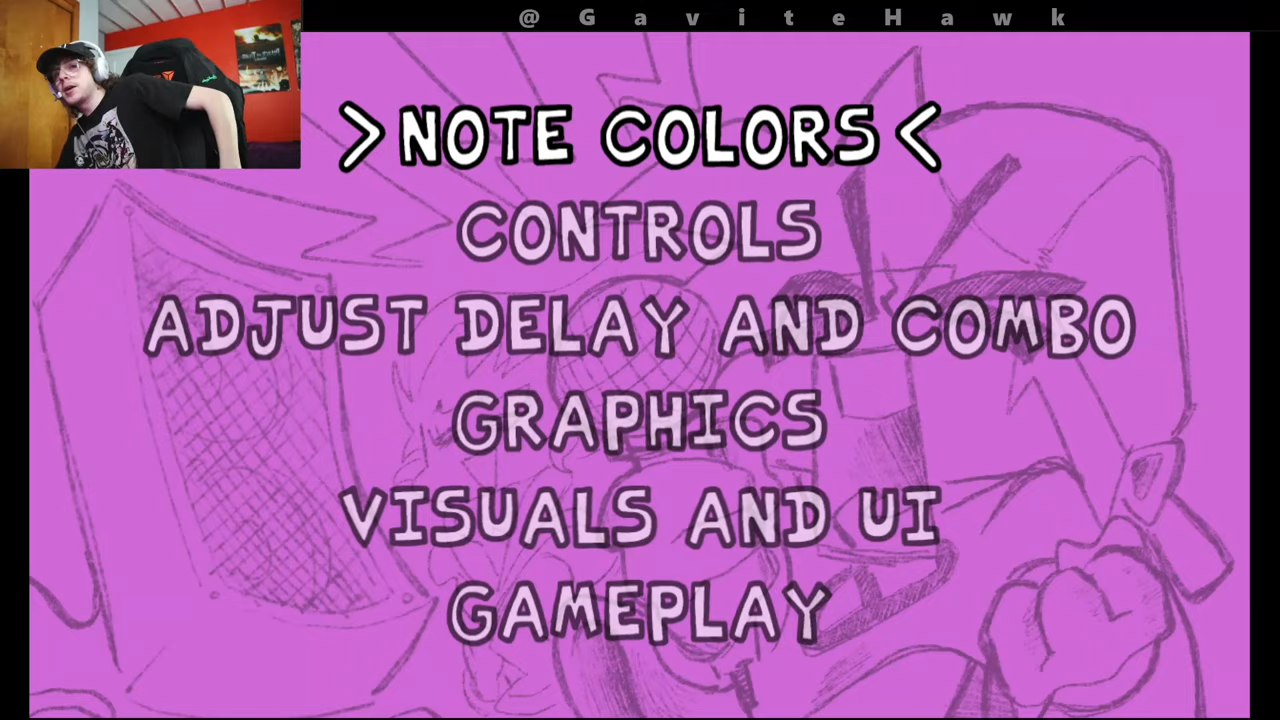 @GaviteHawk
>NOTE COLORS<
CONTROLS
ADJUST DELAY AND COMBO
GRAPHICS
VISUALS AND UI
GAMEPLAY